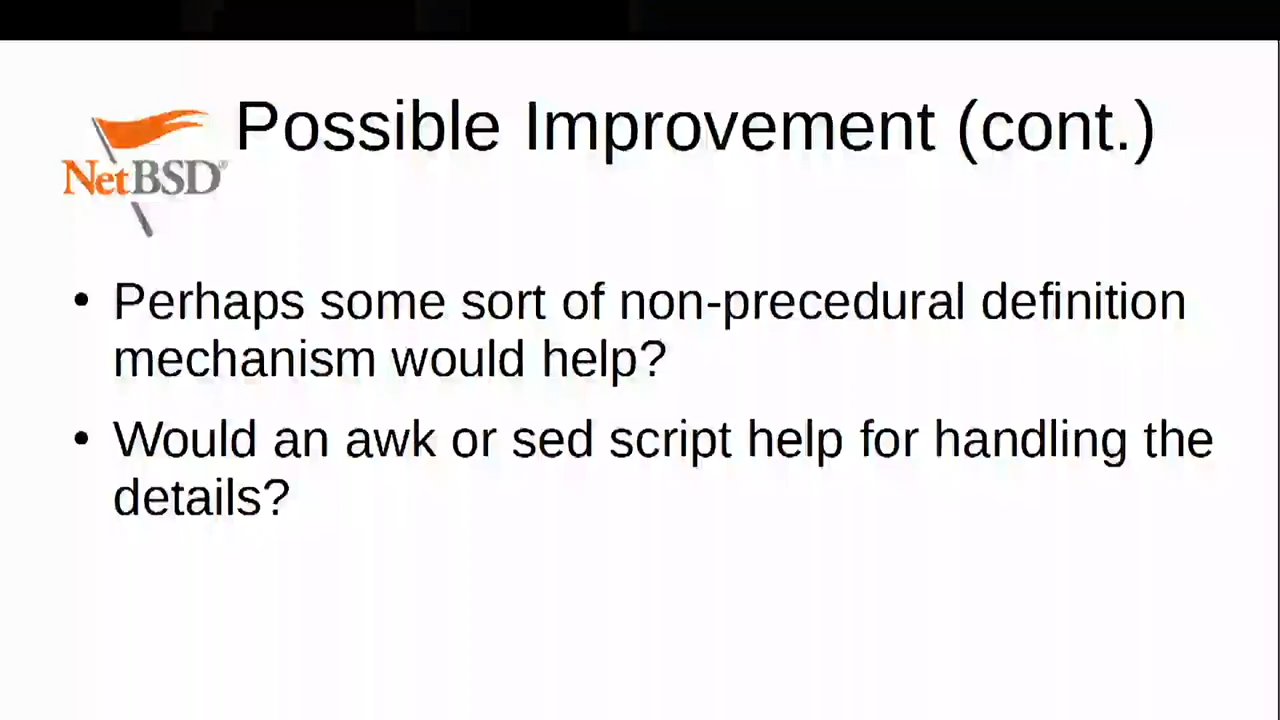 Possible Improvement (cont.)
NetBSD®
• Perhaps some sort of non-precedural definition
mechanism would help?
• Would an awk or sed script help for handling the
details?